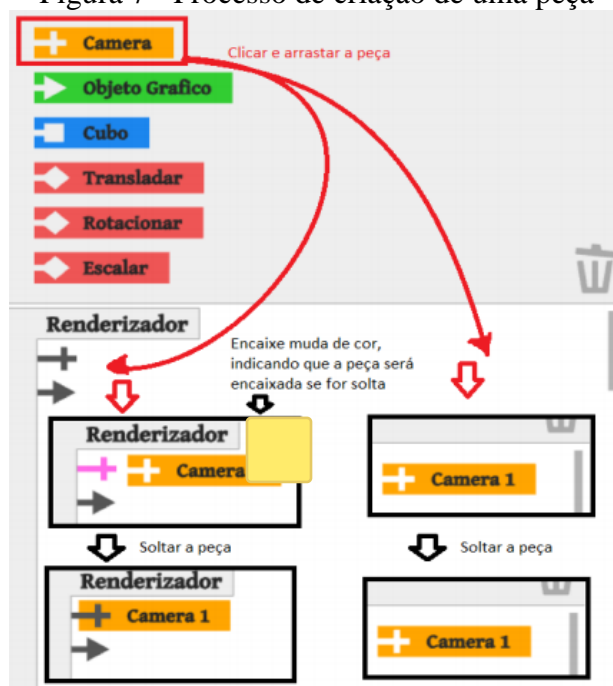 Figura 7 - Processo de criação de uma peça
Camera
Clicar e arrastar a peça
Objeto Grafico
Cubo
Transladar
Rotacionar
Escalar
Renderizador
Encaixe muda de cor,
indicando que a peça será
encaixada se for solta
Renderizador
Camera
Camera 1
Soltar a peça
Soltar a peça
Renderizador
Camera 1
Camera 1